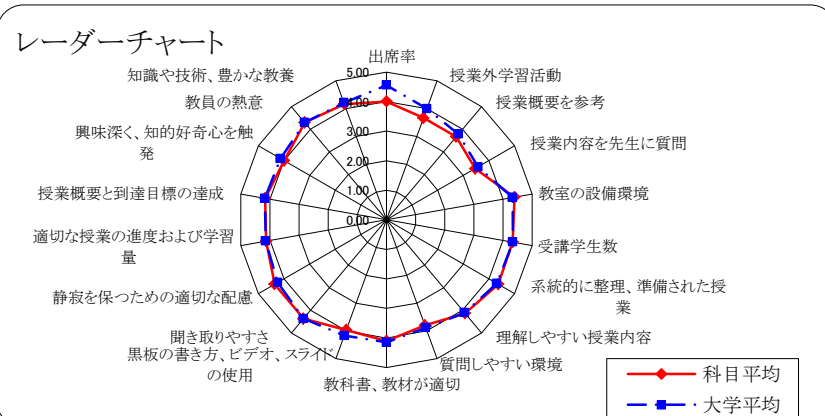 レーダーチャート
出席率
授業外学習活動
授業概要を参考
授業内容を先生に質問
教室の設備環境
受講学生数
系統的に整理、準備された授
業
理解しやすい授業内容
質問しやすい環境
教科書、教材が適切
黒板の書き方、ビデオ、スライド
の使用
聞き取りやすさ
静寂を保つための適切な配慮
適切な授業の進度および学習
量
授業概要と到達目標の達成
興味深く、知的好奇心を触
発
教員の熱意
知識や技術、豊かな教養
5.00
4.00
3.00
2.00
1.00
0.00
科目平均
大学平均